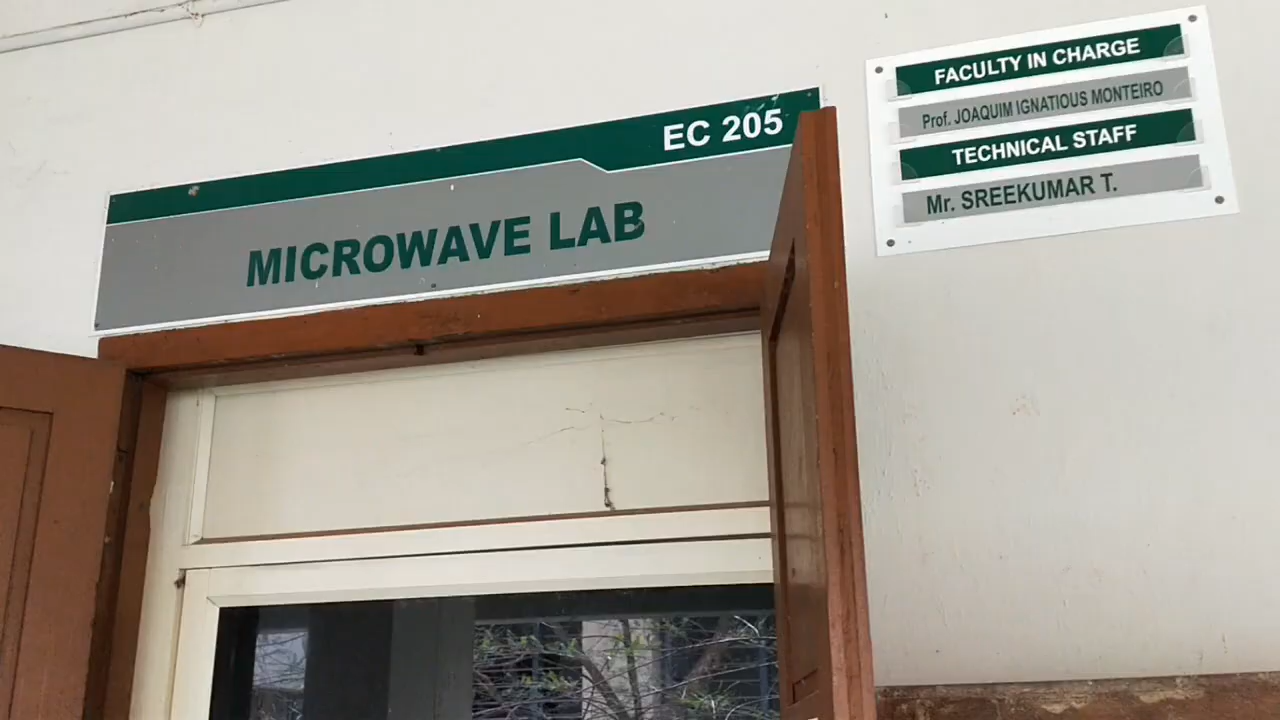 EC 205
MICROWAVE LAB
FACULTY IN CHARGE
Prof. JOAQUIM IGNATIOUS MONTEIRO
TECHNICAL STAFF
Mr. SREEKUMAR T.